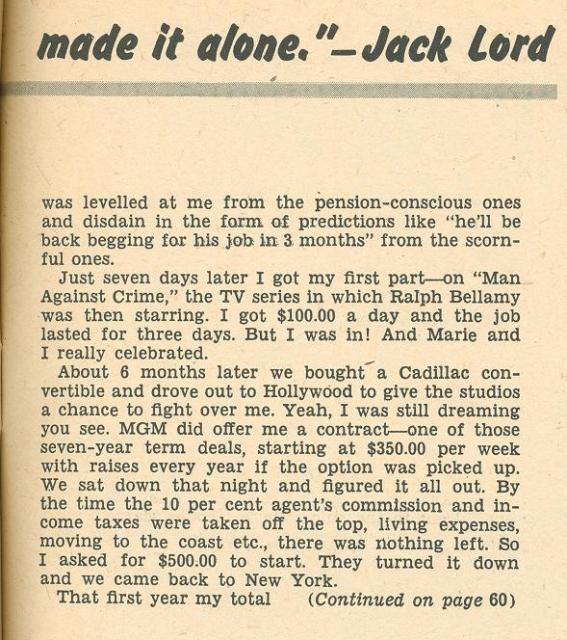 made it alone."—Jack Lord
was levelled at me from the pension-conscious ones
and disdain in the form of predictions like "he'll be
back begging for his job in 3 months" from the scorn-
ful ones.
Just seven days later I got my first part—on "Man
Against Crime," the TV series in which Ralph Bellamy
was then starring. I got $100.00 a day and the job
lasted for three days. But I was in! And Marie and
I really celebrated.
About 6 months later we bought a Cadillac con-
vertible and drove out to Hollywood to give the studios
a chance to fight over me. Yeah, I was still dreaming
you see. MGM did offer me a contract—one of those
seven-year term deals, starting at $350.00 per week
with raises every year if the option was picked up.
We sat down that night and figured it all out. By
the time the 10 per cent agent's commission and in-
come taxes were taken off the top, living expenses,
moving to the coast etc., there was nothing left. So
I asked for $500.00 to start. They turned it down
and we came back to New York.
That first year my total (Continued on page 60)